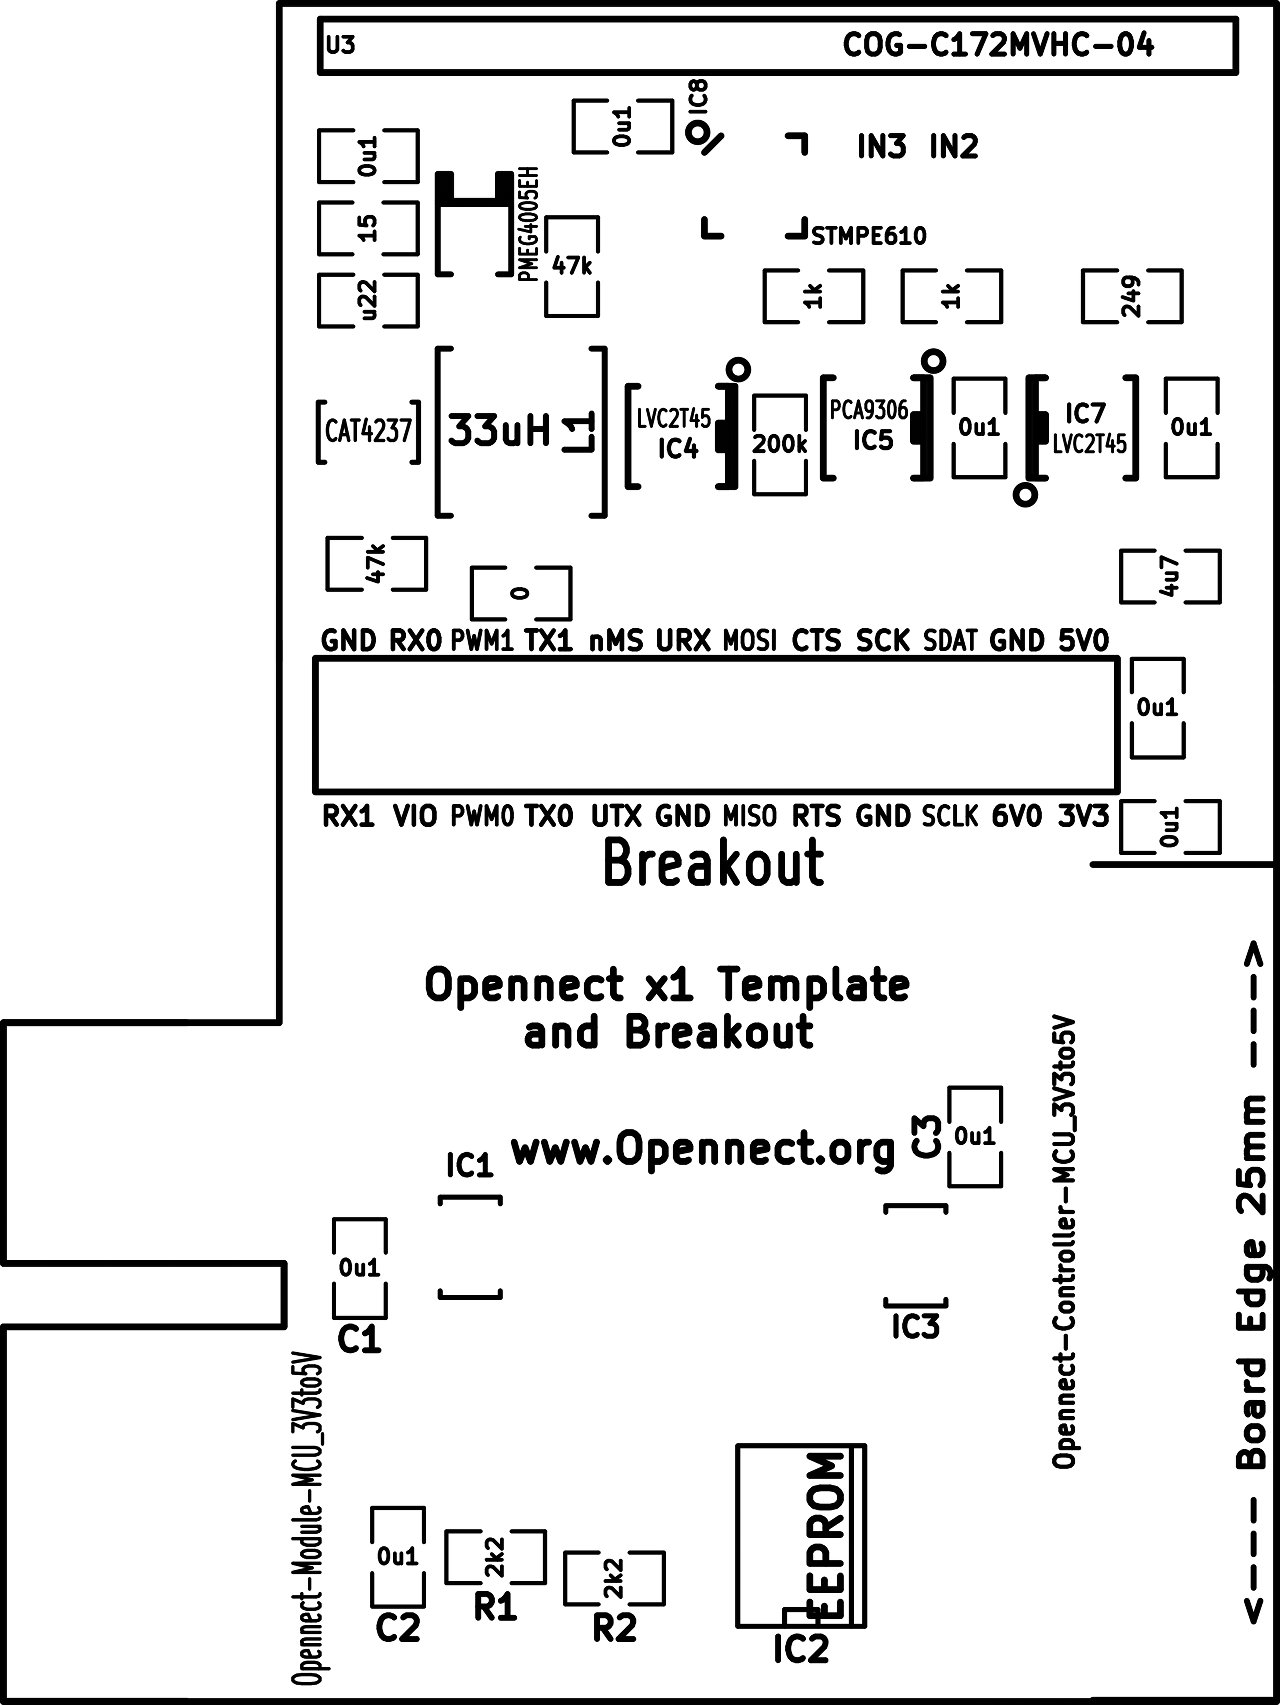 U3 COG-C172MVHC-04
IC8
0u1
0u1
IN3 IN2
15
PMEG4005EH
STMPE610
47k
u22
1k
1k
249
CAT4237
33uH
L1
LVC2T45
IC4
200k
PCA9306
IC5
0u1
IC7
LVC2T45
0u1
47k
0
4u7
GND RX0 PWM1 TX1 nMS URX MOSI CTS SCK SDAT GND 5V0
0u1
RX1 VIO PWM0 TX0 UTX GND MISO RTS GND SCLK 6V0 3V3
0u1
Breakout
Opennect x1 Template
and Breakout
www.Opennect.org
C3
0u1
IC1
0u1
C1
IC3
Opennect-Controller-MCU_3V3to5V
<---- Board Edge 25mm ---->
Opennect-Module-MCU_3V3to5V
EEPROM
0u1
2k2
2k2
C2
R1
R2
IC2